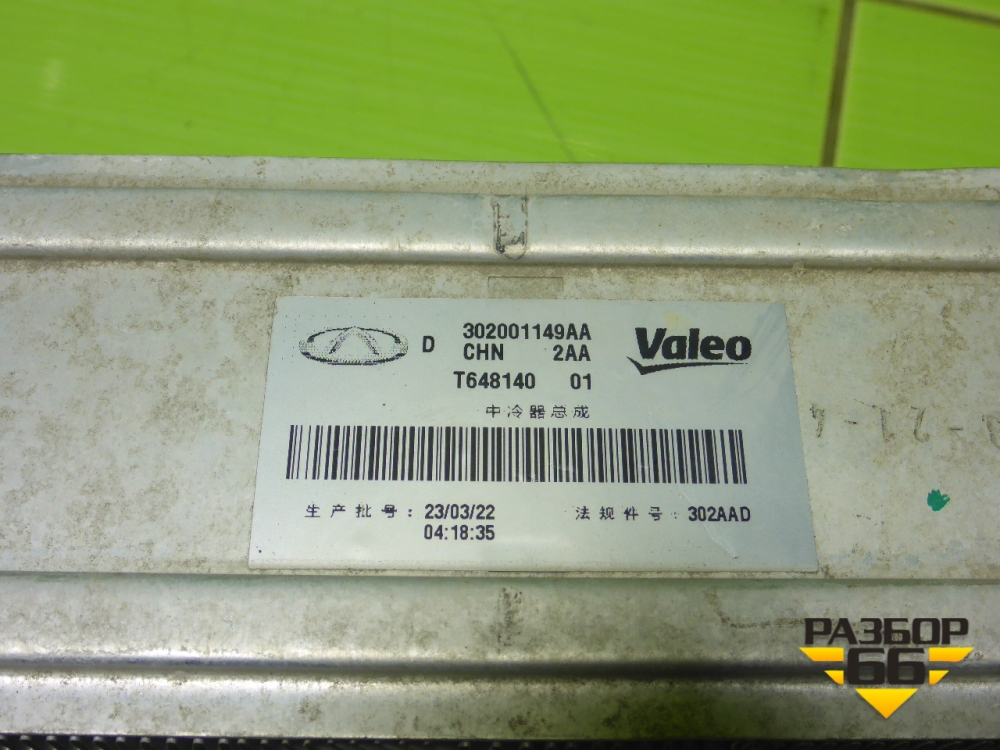 D 302001149AA
CHN 2AA
Valeo
T648140 01
中冷器总成
生产批号: 23/03/22
04:18:35
法规件号: 302AAD
РАЗБОР
66